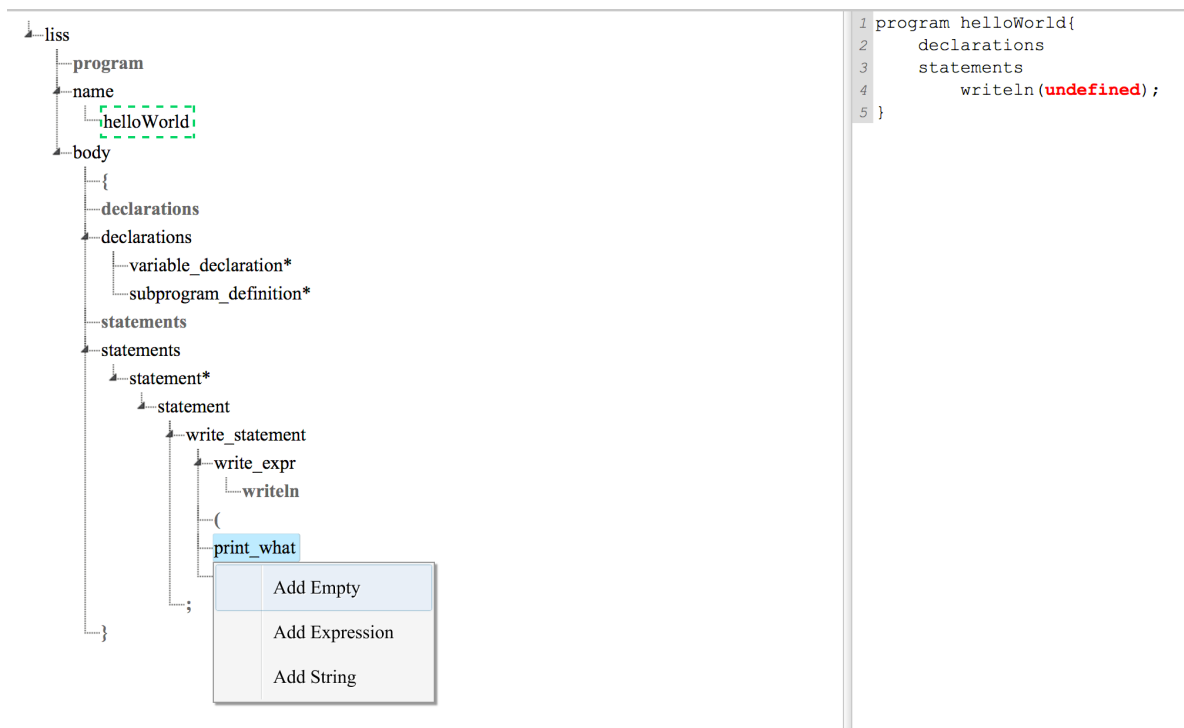 liss
program
name
helloWorld
body
{
declarations
declarations
variable_declaration*
subprogram_definition*
statements
statements
statement*
statement
write_statement
write_expr
writeln
(
print_what
Add Empty
;
Add Expression
}
Add String
1 program helloWorld{
2 declarations
3 statements
4 writeln(undefined);
5 }